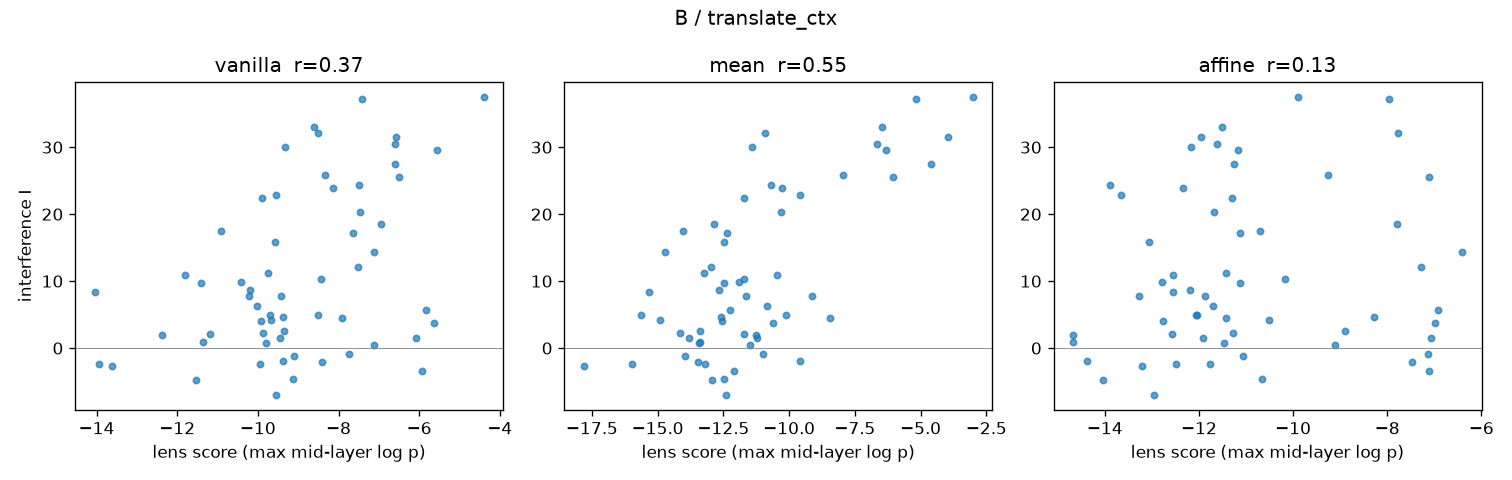 B / translate_ctx
vanilla r=0.37
mean r=0.55
affine r=0.13
interference I
30
20
10
0
−14 −12 −10 −8 −6 −4
lens score (max mid-layer log p)
30
20
10
0
−17.5 −15.0 −12.5 −10.0 −7.5 −5.0 −2.5
lens score (max mid-layer log p)
30
20
10
0
−14 −12 −10 −8 −6
lens score (max mid-layer log p)